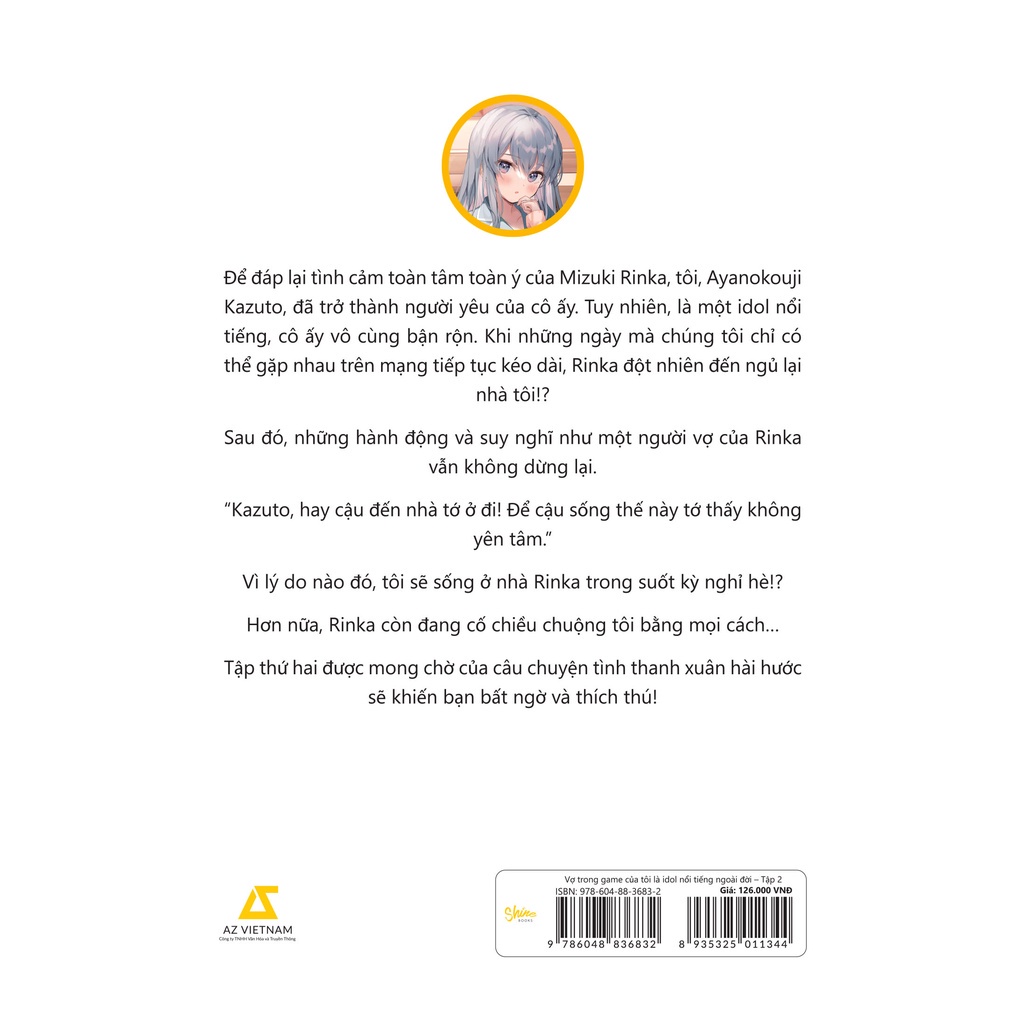 Để đáp lại tình cảm toàn tâm toàn ý của Mizuki Rinka, tôi, Ayanokouji
Kazuto, đã trở thành người yêu của cô ấy. Tuy nhiên, là một idol nổi
tiếng, cô ấy vô cùng bận rộn. Khi những ngày mà chúng tôi chỉ có
thể gặp nhau trên mạng tiếp tục kéo dài, Rinka đột nhiên đến ngủ lại
nhà tôi!?
Sau đó, những hành động và suy nghĩ như một người vợ của Rinka
vẫn không dừng lại.
“Kazuto, hay cậu đến nhà tớ ở đi! Để cậu sống thế này tớ thấy không
yên tâm.”
Vì lý do nào đó, tôi sẽ sống ở nhà Rinka trong suốt kỳ nghỉ hè!?
Hơn nữa, Rinka còn đang cố chiều chuộng tôi bằng mọi cách...
Tập thứ hai được mong chờ của câu chuyện tình thanh xuân hài hước
sẽ khiến bạn bất ngờ và thích thú!
AZ VIETNAM
Công ty TNHH Văn Hóa và Truyền Thông
Vợ trong game của tôi là idol nổi tiếng ngoài đời – Tập 2
ISBN: 978-604-88-3683-2
Giá: 126.000 VNĐ
Shine
BOOKS
9 786048 836832
8 935325 011344